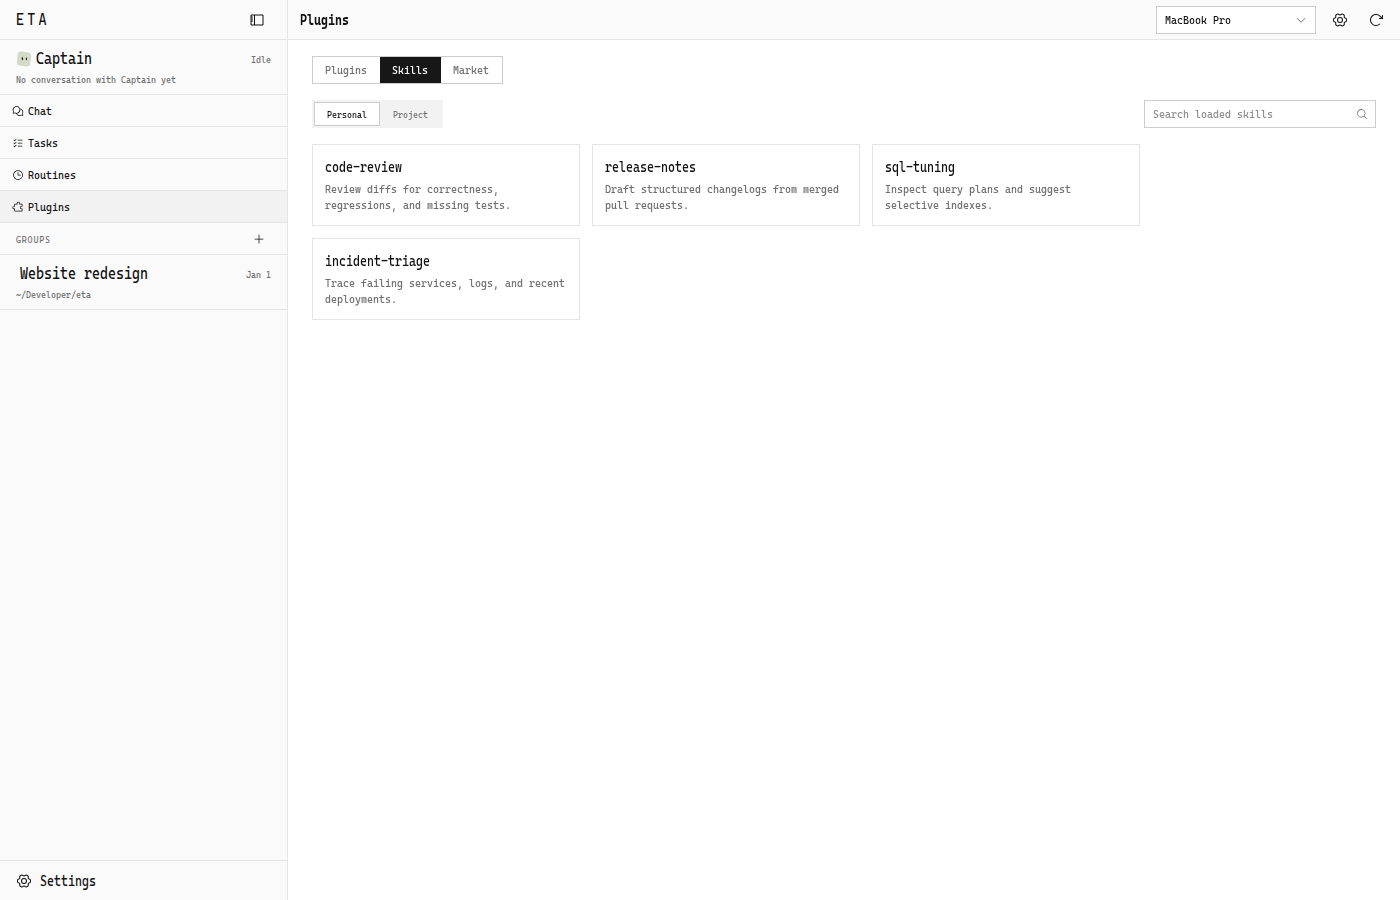 ETA
Captain
Idle
No conversation with Captain yet
Chat
Tasks
Routines
Plugins
GROUPS
Website redesign
Jan 1
~/Developer/eta
Settings
Plugins
MacBook Pro
Plugins
Skills
Market
Personal
Project
Search loaded skills
code-review
Review diffs for correctness,
regressions, and missing tests.
release-notes
Draft structured changelogs from merged
pull requests.
sql-tuning
Inspect query plans and suggest
selective indexes.
incident-triage
Trace failing services, logs, and recent
deployments.